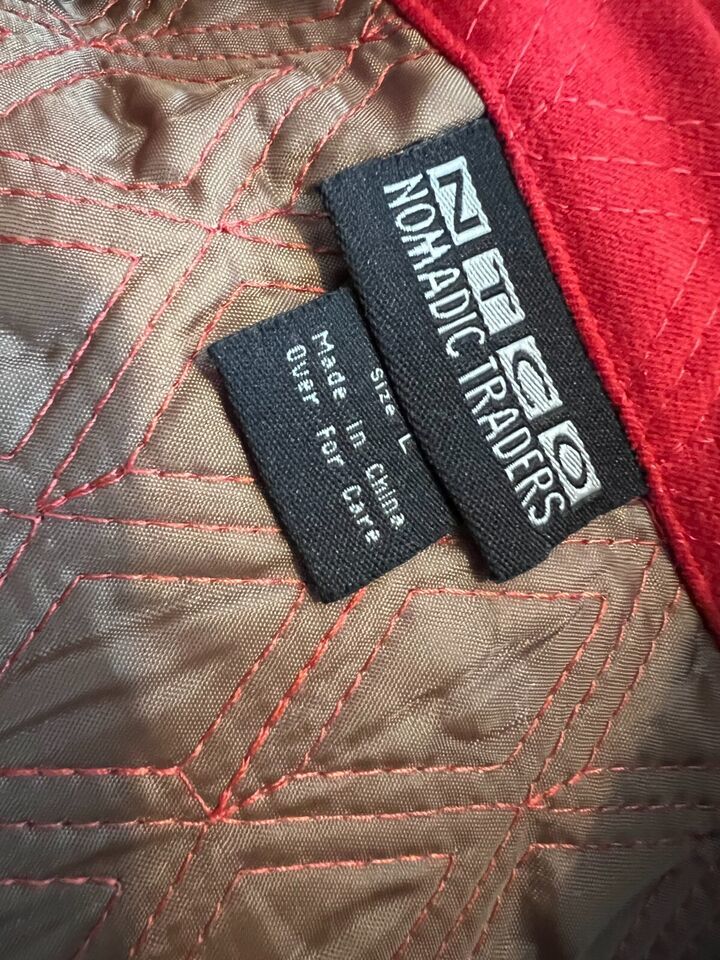 NTCO
NOMADIC TRADERS
Size L
Made in China
Over for Care